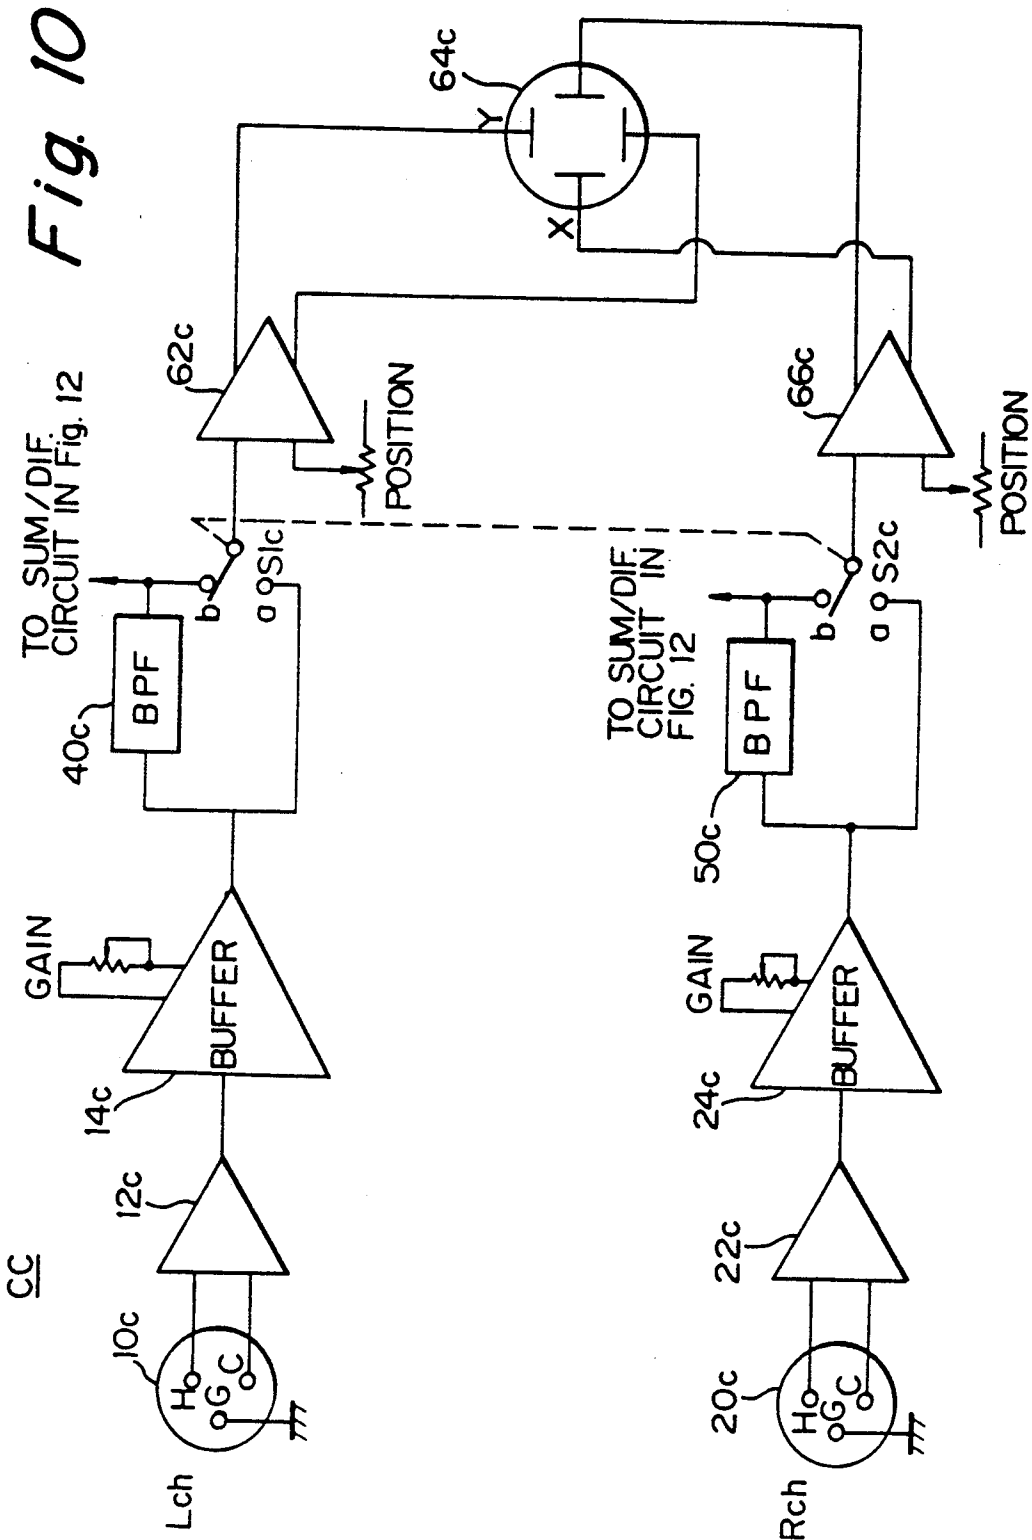 Fig. 10
CC
Lch
10c
H
G
C
12c
14c
BUFFER
GAIN
40c
BPF
TO SUM/DIF.
CIRCUIT IN Fig. 12
b
a
S1c
62c
POSITION
Y
X
64c
Rch
20c
H
G
C
22c
24c
BUFFER
GAIN
50c
BPF
TO SUM/DIF.
CIRCUIT IN
FIG. 12
b
a
S2c
66c
POSITION